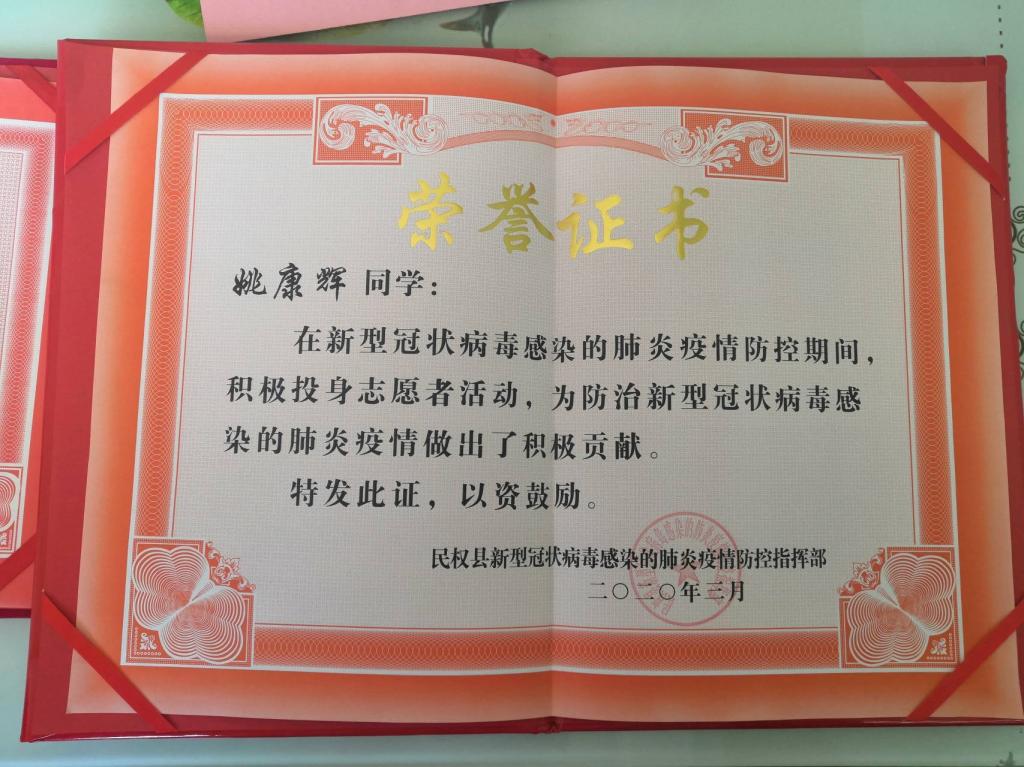 荣誉证书
姚康辉 同学：
在新型冠状病毒感染的肺炎疫情防控期间，
积极投身志愿者活动，为防治新型冠状病毒感
染的肺炎疫情做出了积极贡献。
特发此证，以资鼓励。
民权县新型冠状病毒感染的肺炎疫情防控指挥部
二〇二〇年三月